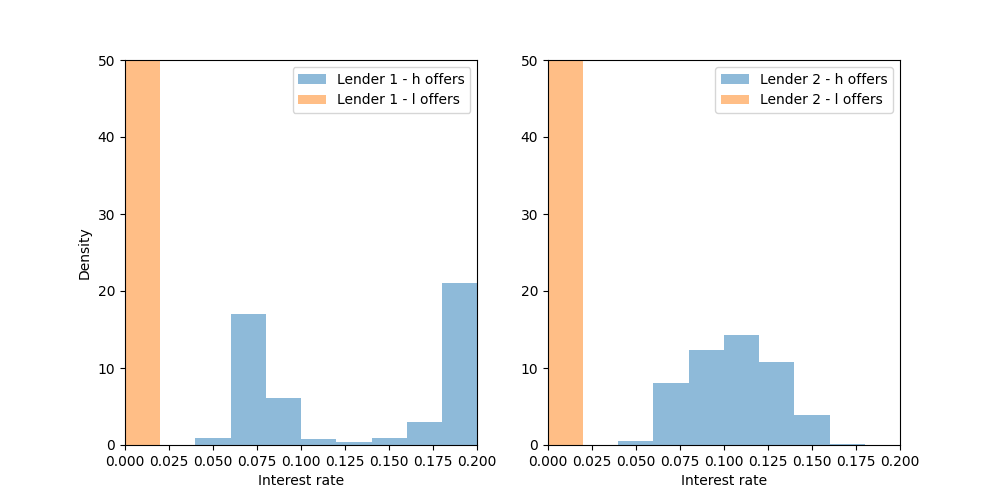 Lender 1 - h offers
Lender 1 - l offers
Density
50
40
30
20
10
0
0.000 0.025 0.050 0.075 0.100 0.125 0.150 0.175 0.200
Interest rate
Lender 2 - h offers
Lender 2 - l offers
50
40
30
20
10
0
0.000 0.025 0.050 0.075 0.100 0.125 0.150 0.175 0.200
Interest rate